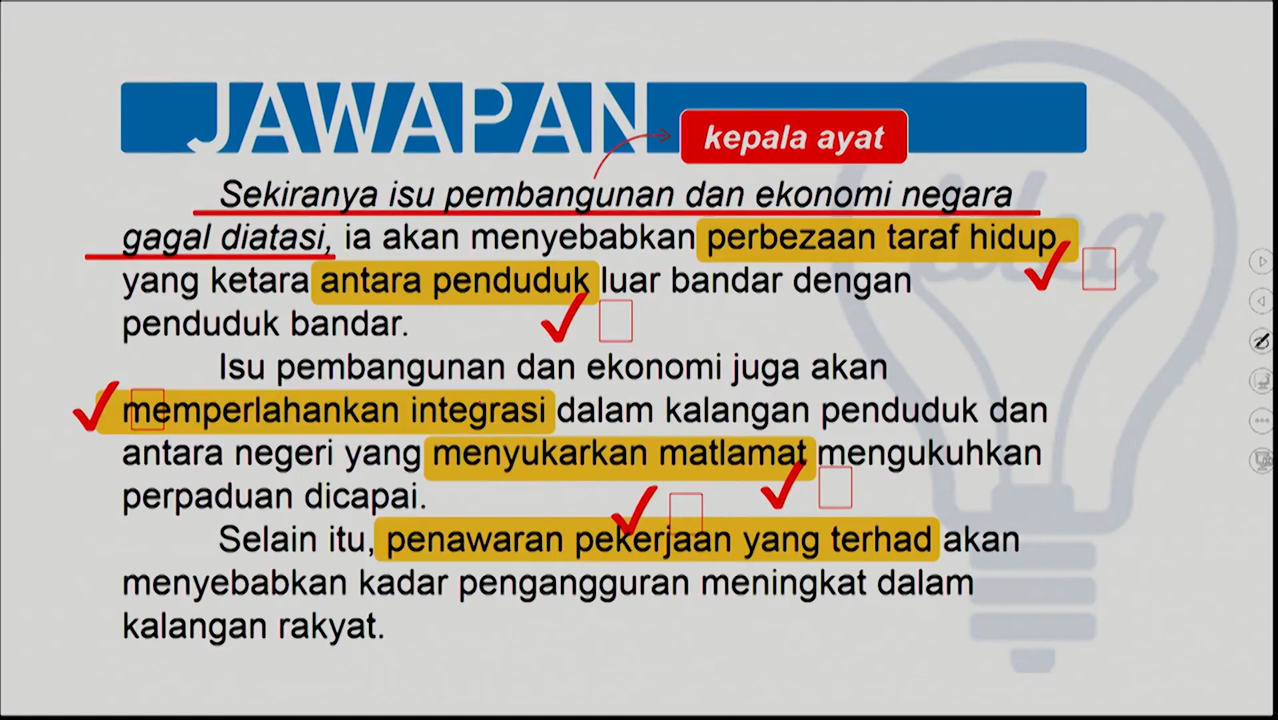 JAWAPAN
kepala ayat
Sekiranya isu pembangunan dan ekonomi negara
gagal diatasi, ia akan menyebabkan perbezaan taraf hidup
yang ketara antara penduduk luar bandar dengan
penduduk bandar.
Isu pembangunan dan ekonomi juga akan
memperlahankan integrasi dalam kalangan penduduk dan
antara negeri yang menyukarkan matlamat mengukuhkan
perpaduan dicapai.
Selain itu, penawaran pekerjaan yang terhad akan
menyebabkan kadar pengangguran meningkat dalam
kalangan rakyat.
idea